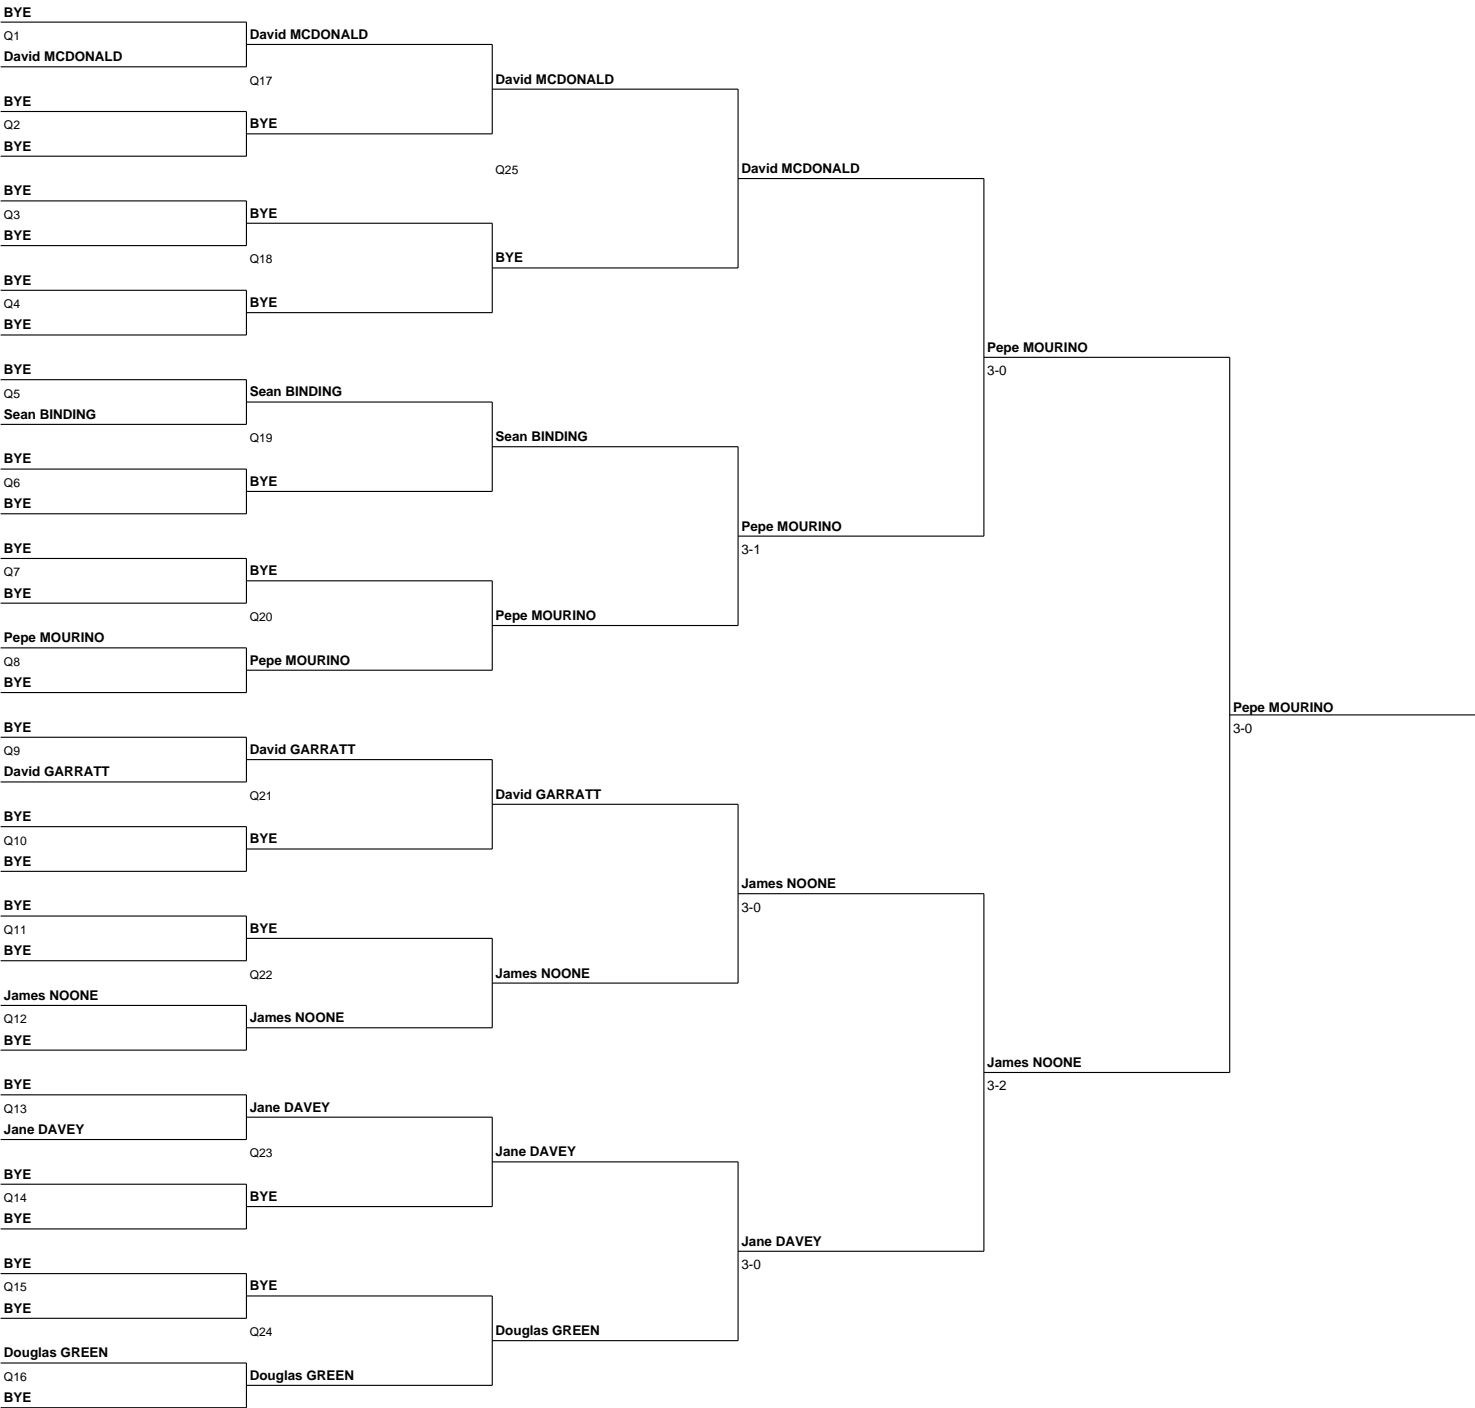 BYE
Q1
David MCDONALD
David MCDONALD
Q17
BYE
Q2
BYE
BYE
David MCDONALD
Q25
BYE
Q3
BYE
BYE
Q18
BYE
Q4
BYE
BYE
BYE
David MCDONALD
BYE
Q5
Sean BINDING
Sean BINDING
Q19
BYE
Q6
BYE
BYE
Sean BINDING
BYE
Q7
BYE
BYE
Q20
Pepe MOURINO
Q8
BYE
Pepe MOURINO
Pepe MOURINO
Pepe MOURINO
3-1
Pepe MOURINO
3-0
BYE
Q9
David GARRATT
David GARRATT
Q21
BYE
Q10
BYE
BYE
David GARRATT
BYE
Q11
BYE
BYE
Q22
James NOONE
Q12
BYE
James NOONE
James NOONE
James NOONE
3-0
BYE
Q13
Jane DAVEY
Jane DAVEY
Q23
BYE
Q14
BYE
BYE
Jane DAVEY
BYE
Q15
BYE
BYE
Q24
Douglas GREEN
Q16
BYE
Douglas GREEN
Douglas GREEN
Jane DAVEY
3-0
James NOONE
3-2
Pepe MOURINO
3-0